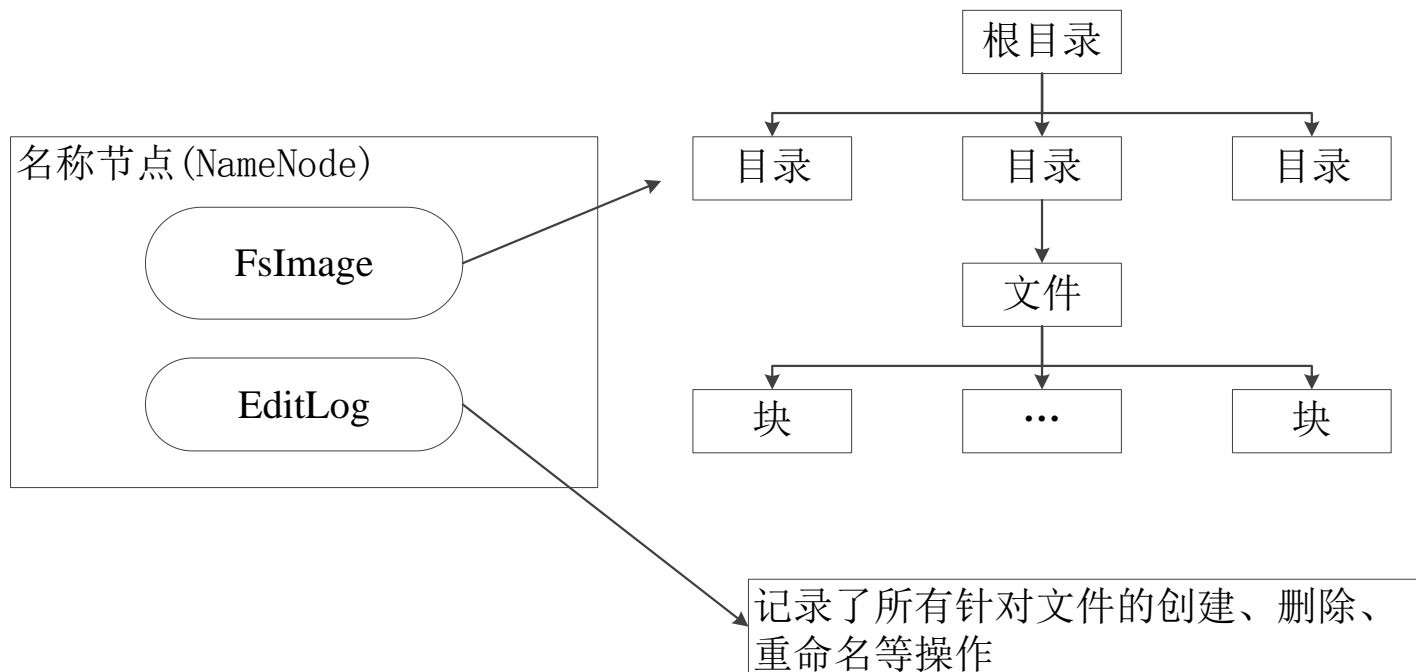 根目录
名称节点(NameNode)
目录
目录
目录
FsImage
文件
EditLog
块
…
块
记录了所有针对文件的创建、删除、
重命名等操作